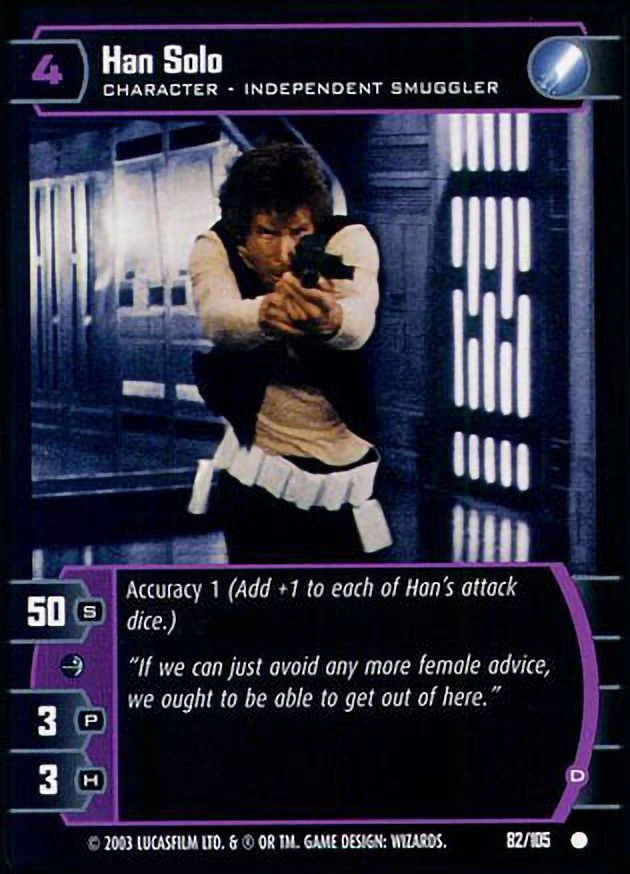 4
Han Solo
CHARACTER - INDEPENDENT SMUGGLER
50 S
3 P
3 H
Accuracy 1 (Add +1 to each of Han's attack
dice.)
"If we can just avoid any more female advice,
we ought to be able to get out of here."
D
© 2003 LUCASFILM LTD. & ® OR TM. GAME DESIGN: WIZARDS.
82/105